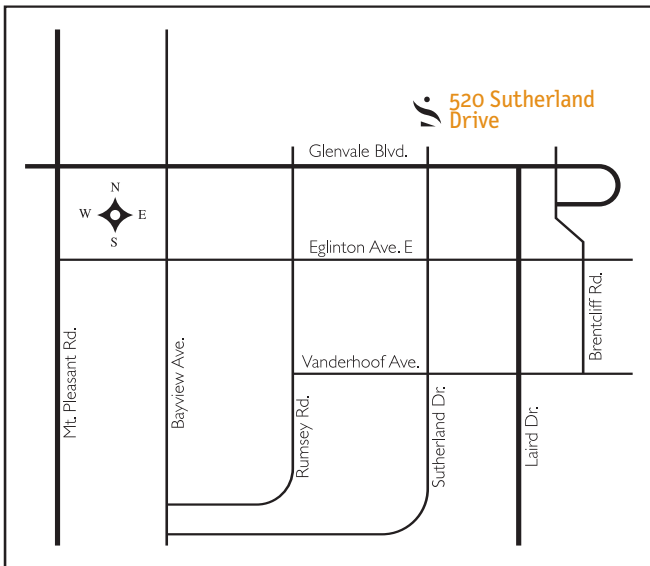 520 Sutherland
Drive
Glenvale Blvd.
N
W
E
S
Eglinton Ave. E
Mt. Pleasant Rd.
Bayview Ave.
Brentcliff Rd.
Vanderhoof Ave.
Rumsey Rd.
Sutherland Dr.
Laird Dr.